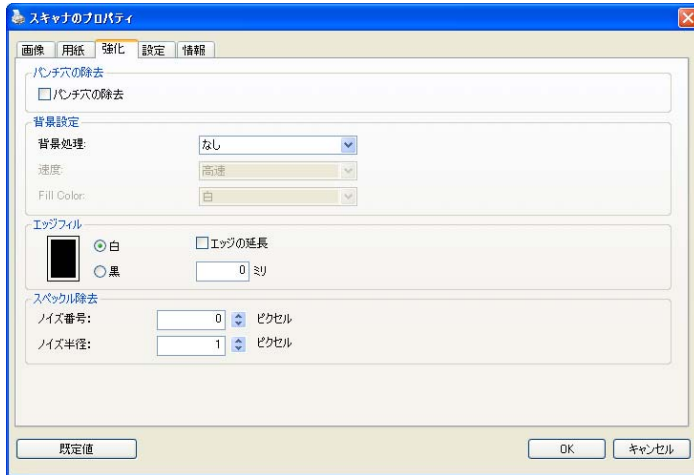 スキャナのプロパティ
画像 用紙 強化 設定 情報
パンチ穴の除去
パンチ穴の除去
背景設定
背景処理: なし
速度: 高速
Fill Color: 白
エッジフィル
白 エッジの延長
黒 0 ミリ
スペックル除去
ノイズ番号: 0 ピクセル
ノイズ半径: 1 ピクセル
既定値 OK キャンセル